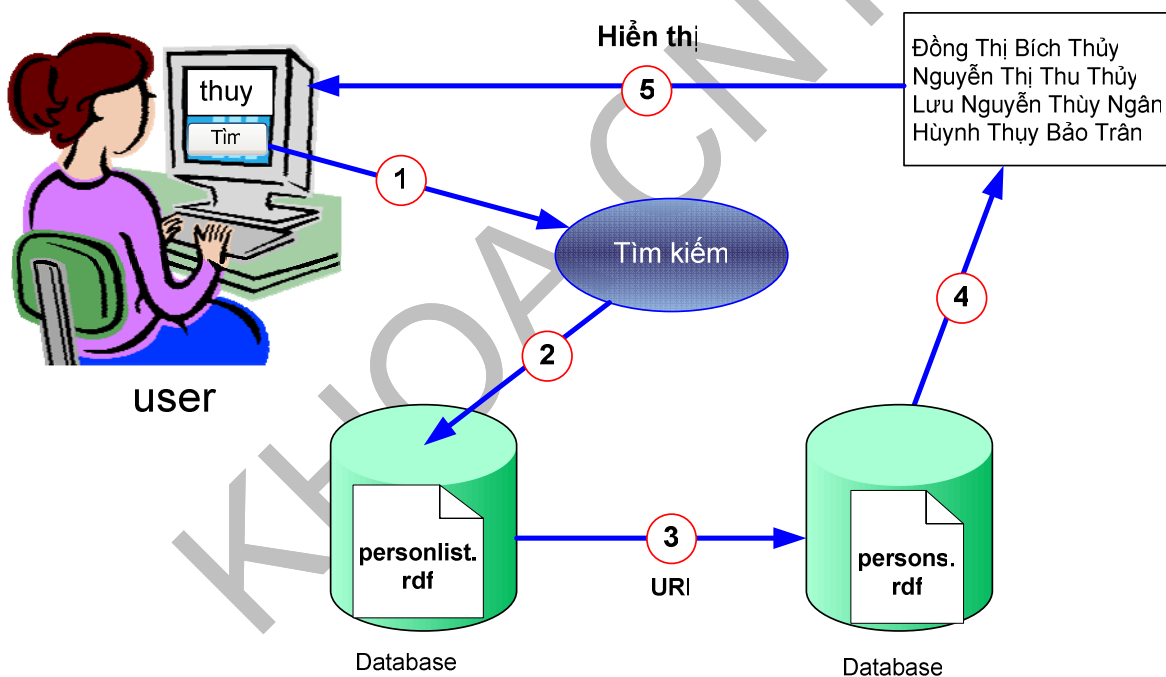 Hiển thị
Đồng Thị Bích Thủy
Nguyễn Thị Thu Thủy
Lưu Nguyễn Thùy Ngân
Hùynh Thụy Bảo Trân
5
thuy
Tìm
1
Tìm kiếm
4
2
user
3
personlist.
rdf
URI
persons.
rdf
Database
Database
KHOA CNT